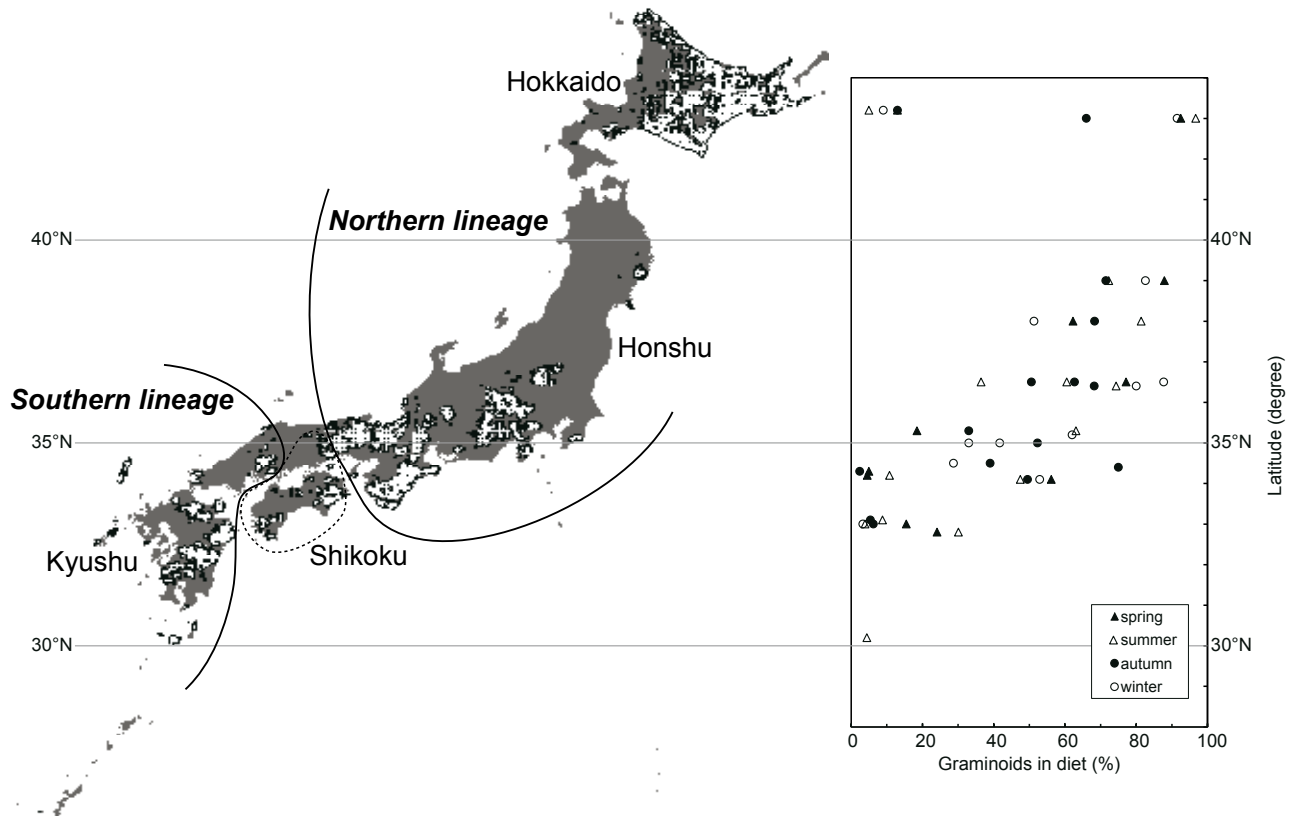 Hokkaido
Northern lineage
40°N
40°N
Honshu
Southern lineage
35°N
35°N
Kyushu
Shikoku
30°N
30°N
Latitude (degree)
▲spring
△summer
●autumn
○winter
0 20 40 60 80 100
Graminoids in diet (%)